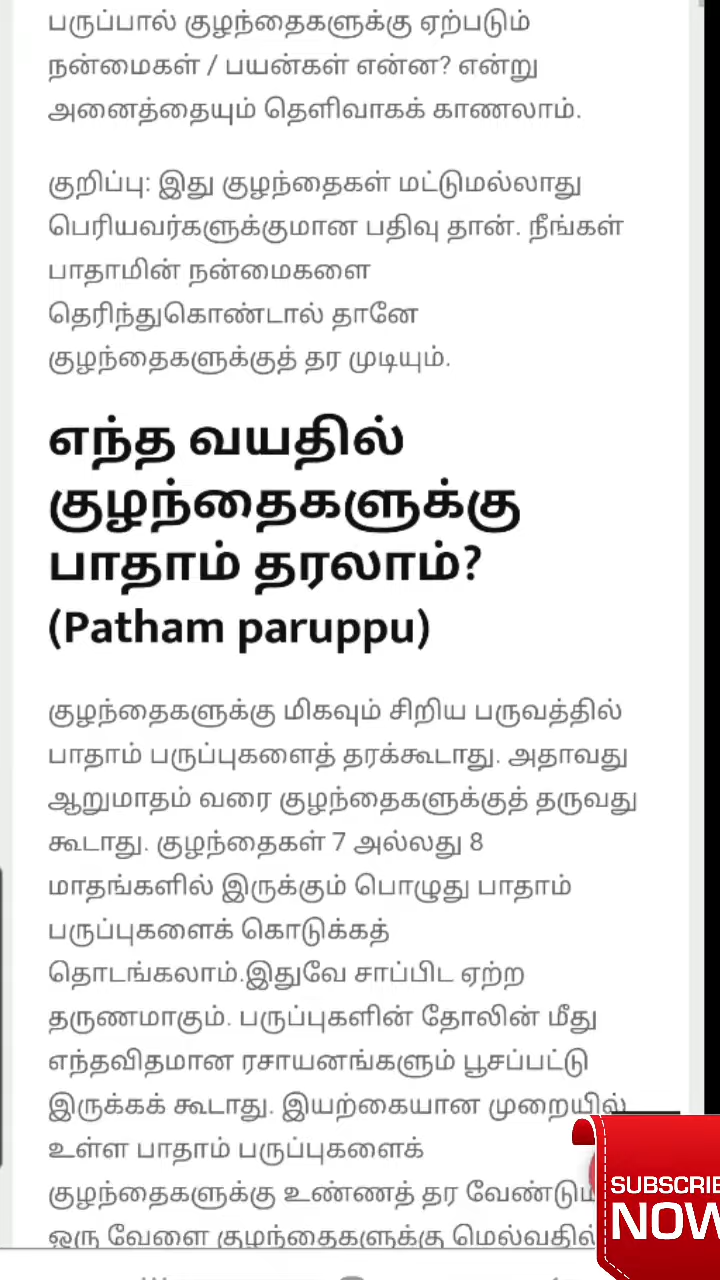 பருப்பால் குழந்தைகளுக்கு ஏற்படும்
நன்மைகள் / பயன்கள் என்ன? என்று
அனைத்தையும் தெளிவாகக் காணலாம்.
குறிப்பு: இது குழந்தைகள் மட்டுமல்லாது
பெரியவர்களுக்குமான பதிவு தான். நீங்கள்
பாதாமின் நன்மைகளை
தெரிந்துகொண்டால் தானே
குழந்தைகளுக்குத் தர முடியும்.
எந்த வயதில்
குழந்தைகளுக்கு
பாதாம் தரலாம்?
(Patham paruppu)
குழந்தைகளுக்கு மிகவும் சிறிய பருவத்தில்
பாதாம் பருப்புகளைத் தரக்கூடாது. அதாவது
ஆறுமாதம் வரை குழந்தைகளுக்குத் தருவது
கூடாது. குழந்தைகள் 7 அல்லது 8
மாதங்களில் இருக்கும் பொழுது பாதாம்
பருப்புகளைக் கொடுக்கத்
தொடங்கலாம்.இதுவே சாப்பிட ஏற்ற
தருணமாகும். பருப்புகளின் தோலின் மீது
எந்தவிதமான ரசாயனங்களும் பூசப்பட்டு
இருக்கக் கூடாது. இயற்கையான முறையில்
உள்ள பாதாம் பருப்புகளைக்
குழந்தைகளுக்கு உண்ணத் தர
ஒரு வேளை குழந்தைகளுக்கு
SUBSCRIBE
NOW